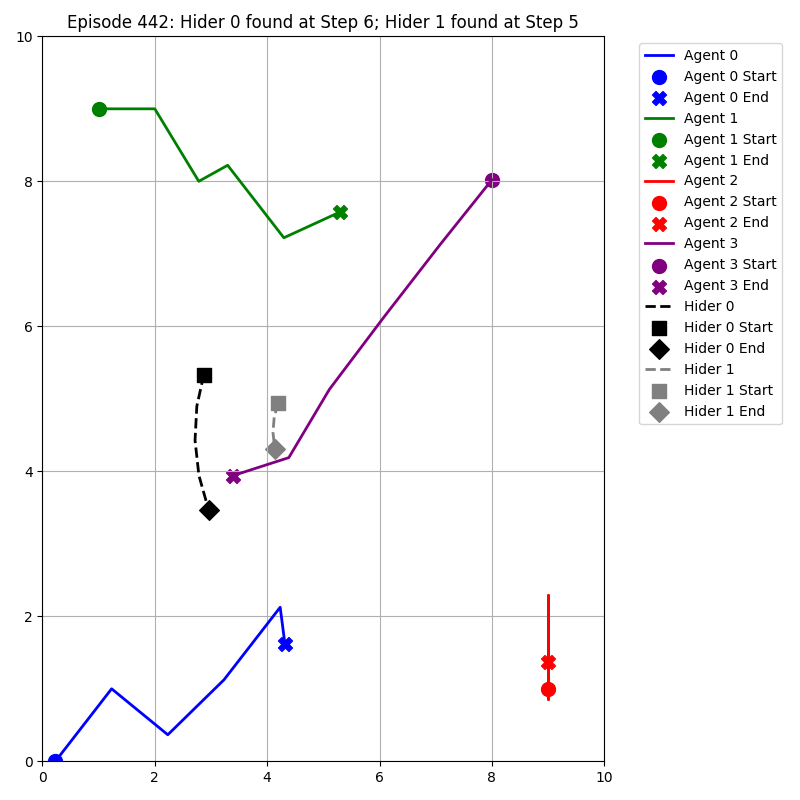 Episode 442: Hider 0 found at Step 6; Hider 1 found at Step 5
10
8
6
4
2
0
0 2 4 6 8 10
Agent 0
Agent 0 Start
Agent 0 End
Agent 1
Agent 1 Start
Agent 1 End
Agent 2
Agent 2 Start
Agent 2 End
Agent 3
Agent 3 Start
Agent 3 End
Hider 0
Hider 0 Start
Hider 0 End
Hider 1
Hider 1 Start
Hider 1 End